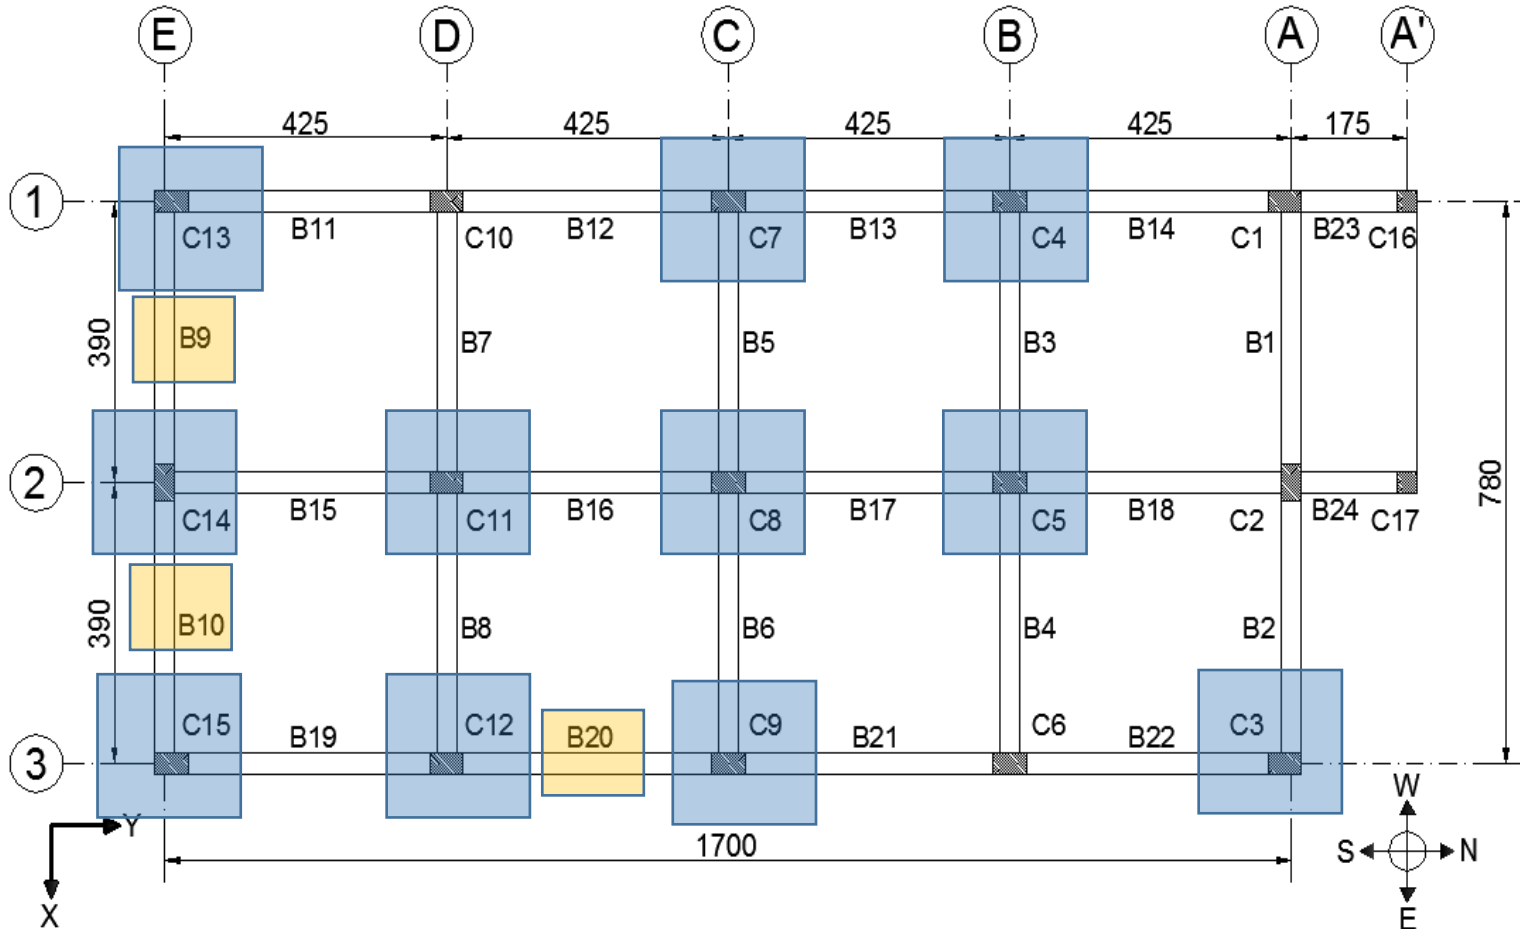 E D C B A A'
425 425 425 425 175
1
C13 B11 C10 B12 C7 B13 C4 B14 C1 B23 C16
390 B9 B7 B5 B3 B1
2
C14 B15 C11 B16 C8 B17 C5 B18 C2 B24 C17
780
390 B10 B8 B6 B4 B2
C15 B19 C12 B20 C9 B21 C6 B22 C3
3
W
Y 1700 S N
X E